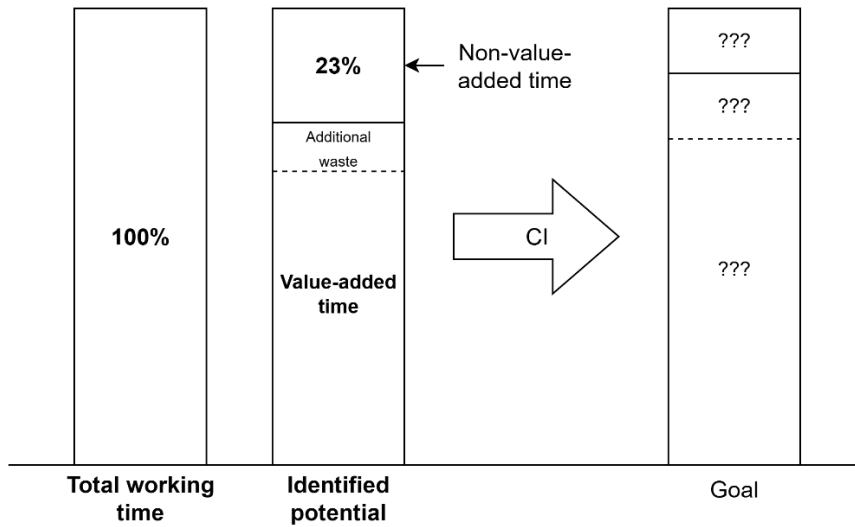 100%
Total working
time
23%
Additional
waste
Value-added
time
Identified
potential
Non-value-
added time
CI
???
???
???
Goal